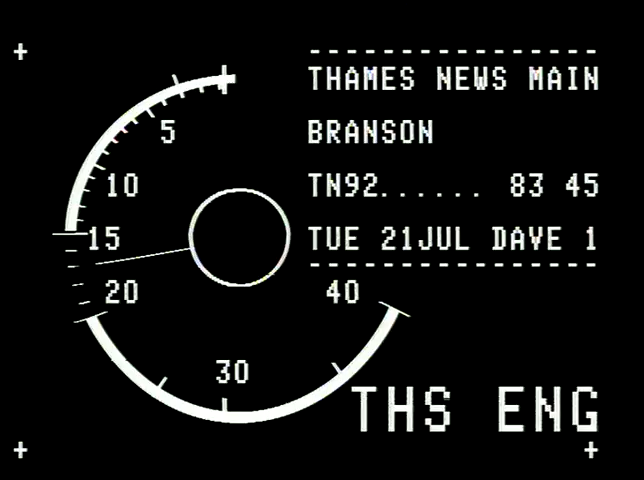 THAMES NEWS MAIN
BRANSON
TN92...... 83 45
TUE 21JUL DAVE 1
5
10
15
20
30
40
THS ENG